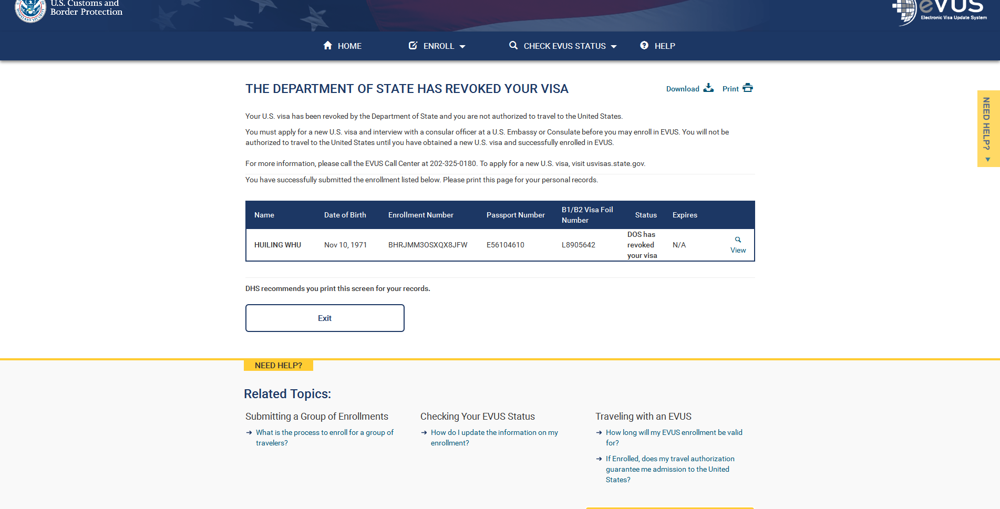 U.S. Customs and
Border Protection
eVUS
Electronic Visa Update System
HOME
ENROLL
CHECK EVUS STATUS
HELP
THE DEPARTMENT OF STATE HAS REVOKED YOUR VISA
Download
Print
NEED HELP?
Your U.S. visa has been revoked by the Department of State and you are not authorized to travel to the United States.
You must apply for a new U.S. visa and interview with a consular officer at a U.S. Embassy or Consulate before you may enroll in EVUS. You will not be
authorized to travel to the United States until you have obtained a new U.S. visa and successfully enrolled in EVUS.
For more information, please call the EVUS Call Center at 202-325-0180. To apply for a new U.S. visa, visit usvisas.state.gov.
You have successfully submitted the enrollment listed below. Please print this page for your personal records.
Name Date of Birth Enrollment Number Passport Number B1/B2 Visa Foil Number Status Expires
HUILING WHU Nov 10, 1971 BHRJMM3OSXQX8JFW E56104610 L8905642 DOS has revoked your visa N/A View
DHS recommends you print this screen for your records.
Exit
NEED HELP?
Related Topics:
Submitting a Group of Enrollments
What is the process to enroll for a group of
travelers?
Checking Your EVUS Status
How do I update the information on my
enrollment?
Traveling with an EVUS
How long will my EVUS enrollment be valid
for?
If Enrolled, does my travel authorization
guarantee me admission to the United
States?